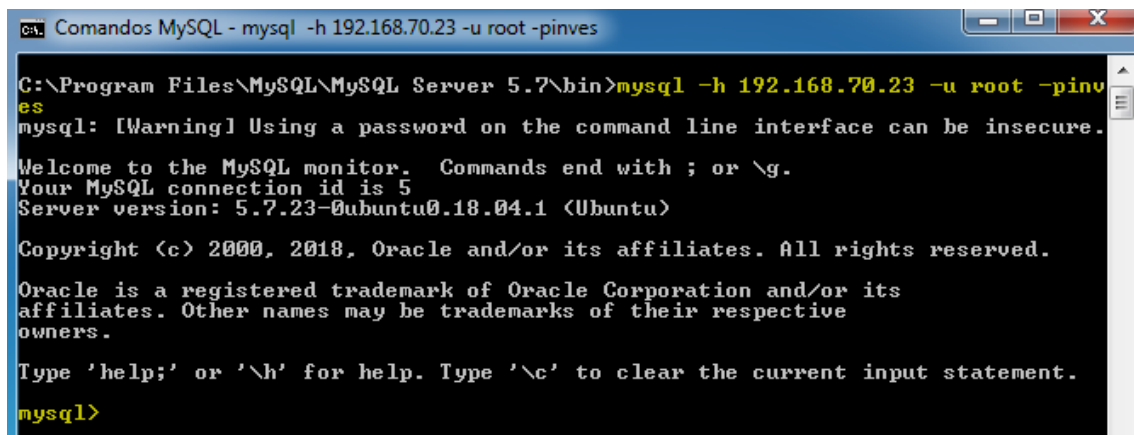 Comandos MySQL - mysql -h 192.168.70.23 -u root -pinves
C:\Program Files\MySQL\MySQL Server 5.7\bin>mysql -h 192.168.70.23 -u root -pinv
es
mysql: [Warning] Using a password on the command line interface can be insecure.
Welcome to the MySQL monitor.  Commands end with ; or \g.
Your MySQL connection id is 5
Server version: 5.7.23-0ubuntu0.18.04.1 (Ubuntu)
Copyright (c) 2000, 2018, Oracle and/or its affiliates. All rights reserved.
Oracle is a registered trademark of Oracle Corporation and/or its
affiliates. Other names may be trademarks of their respective
owners.
Type 'help;' or '\h' for help. Type '\c' to clear the current input statement.
mysql>